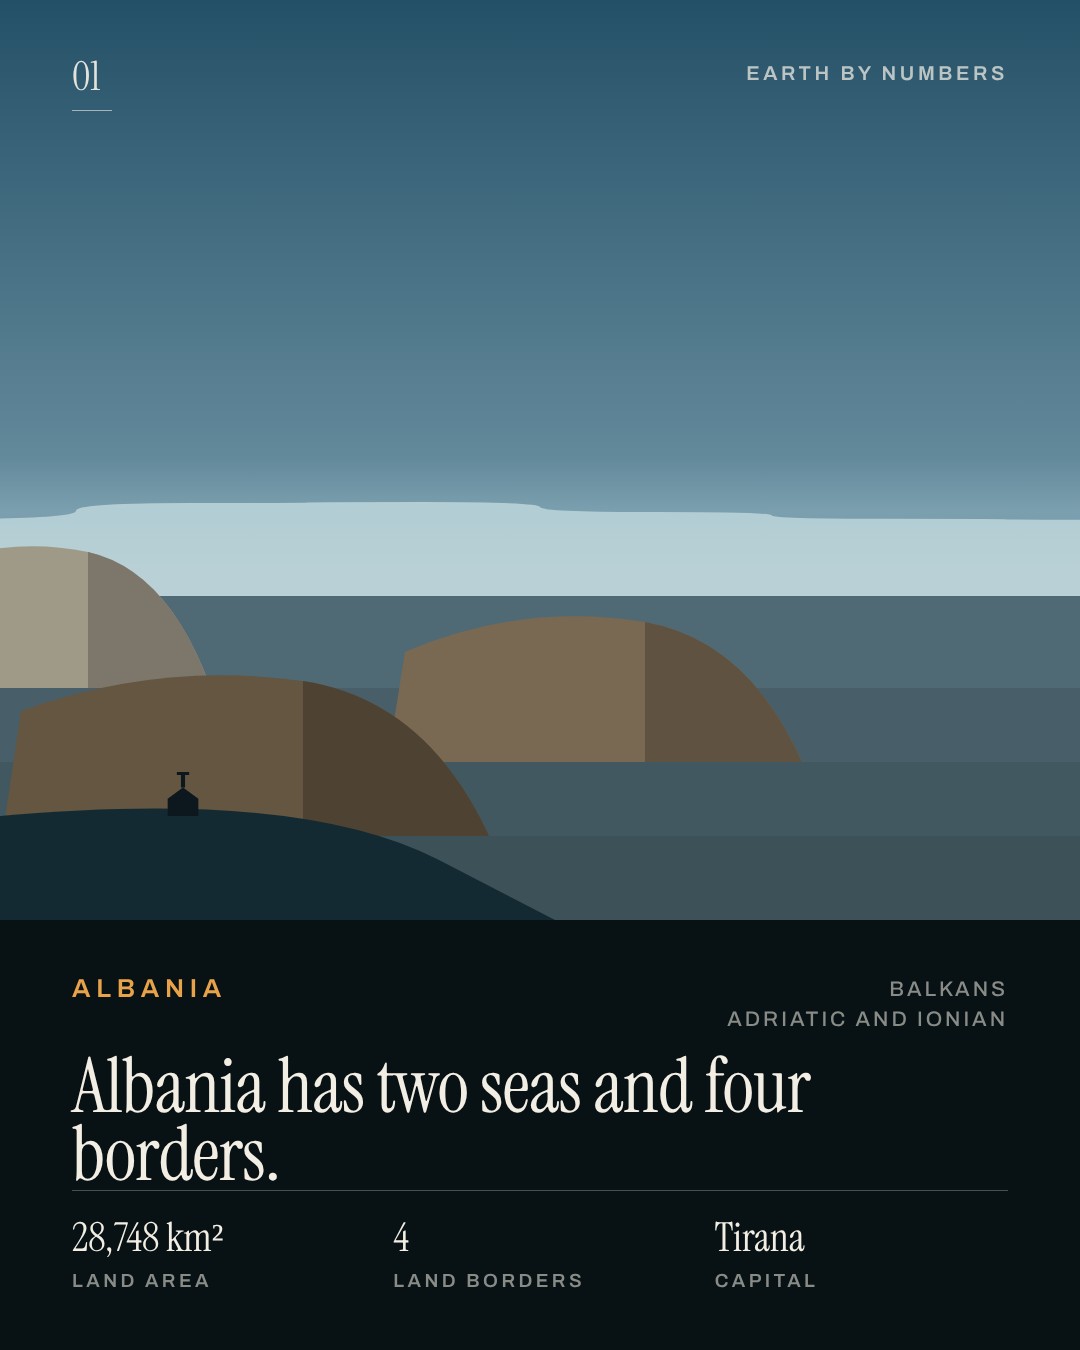 01
EARTH BY NUMBERS
ALBANIA
BALKANS
ADRIATIC AND IONIAN
Albania has two seas and four
borders.
28,748 km²
LAND AREA
4
LAND BORDERS
Tirana
CAPITAL